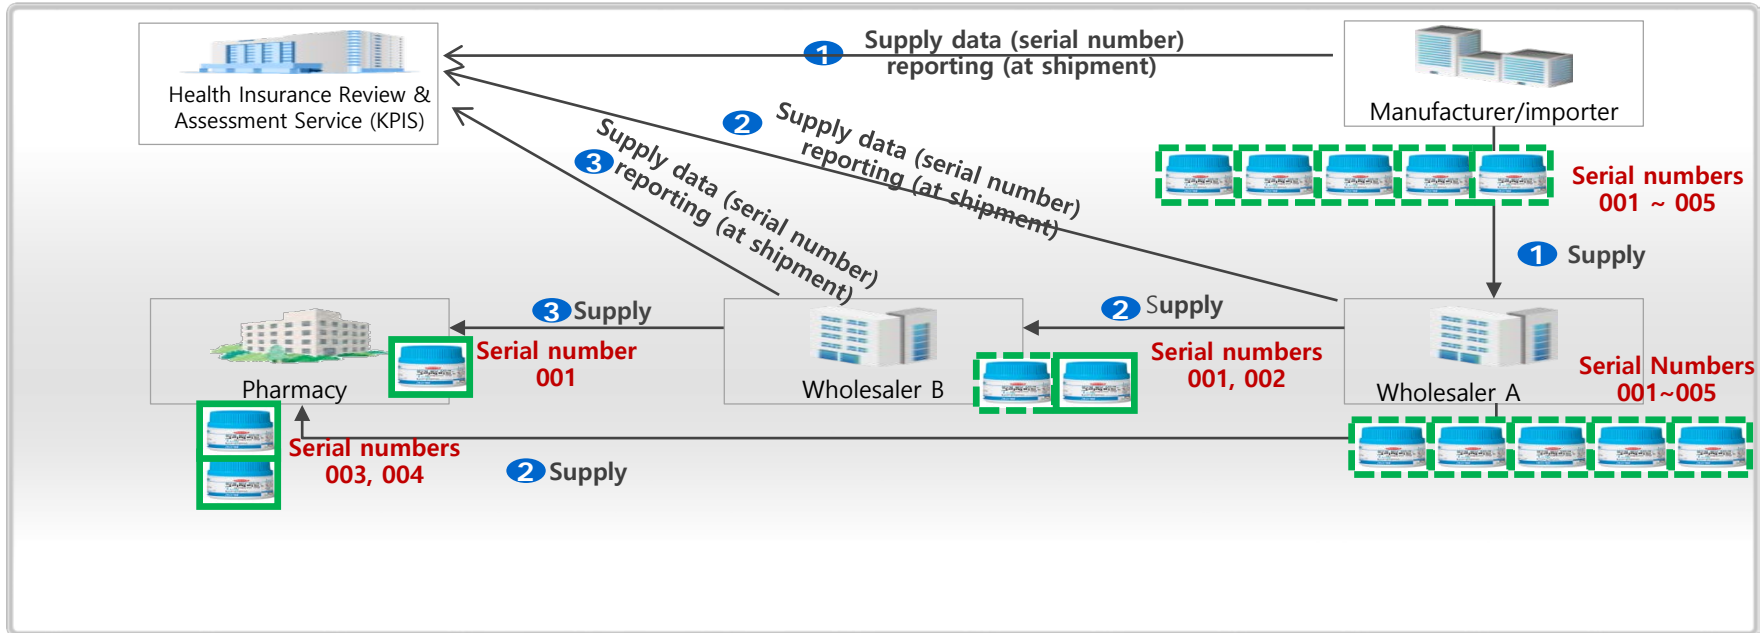 Health Insurance Review &
Assessment Service (KPIS)
1
Supply data (serial number)
reporting (at shipment)
Manufacturer/importer
2
Supply data (serial number)
reporting (at shipment)
3
Supply data (serial number)
reporting (at shipment)
Serial numbers
001 ~ 005
1 Supply
3 Supply
2 Supply
Pharmacy
Serial number
001
Wholesaler B
Serial numbers
001, 002
Wholesaler A
Serial Numbers
001~005
Serial numbers
003, 004
2 Supply